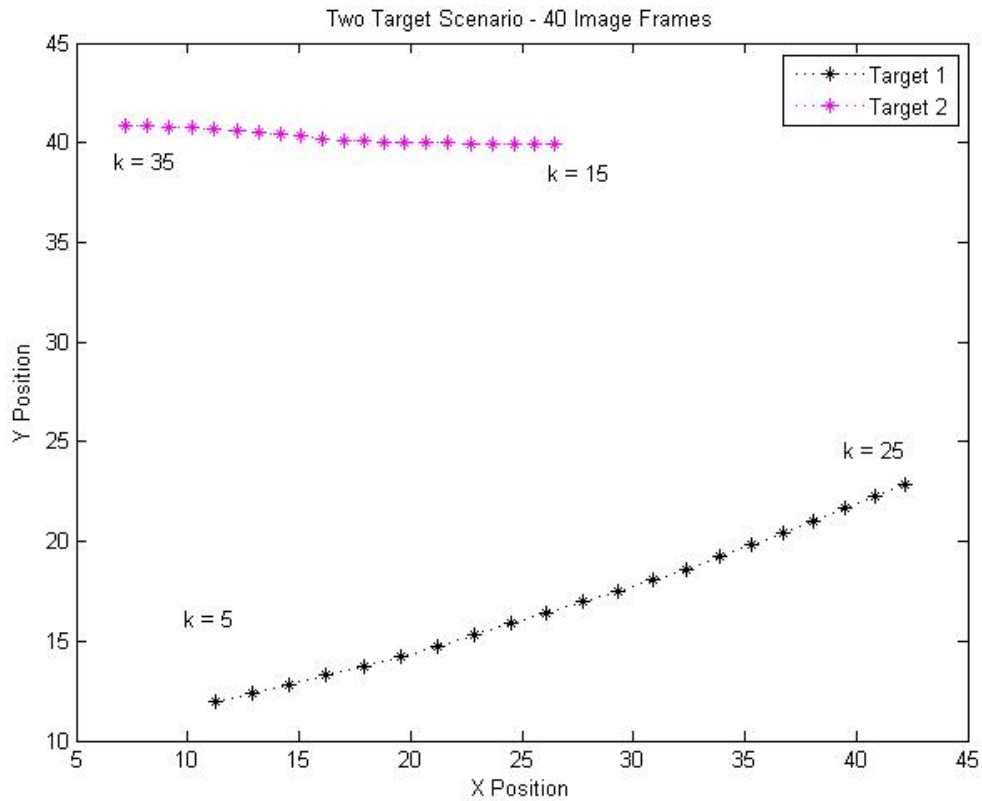 Two Target Scenario - 40 Image Frames
45
40
35
30
25
20
15
10
Y Position
Target 1
Target 2
k = 35
k = 15
k = 25
k = 5
5
10
15
20
25
30
35
40
45
X Position